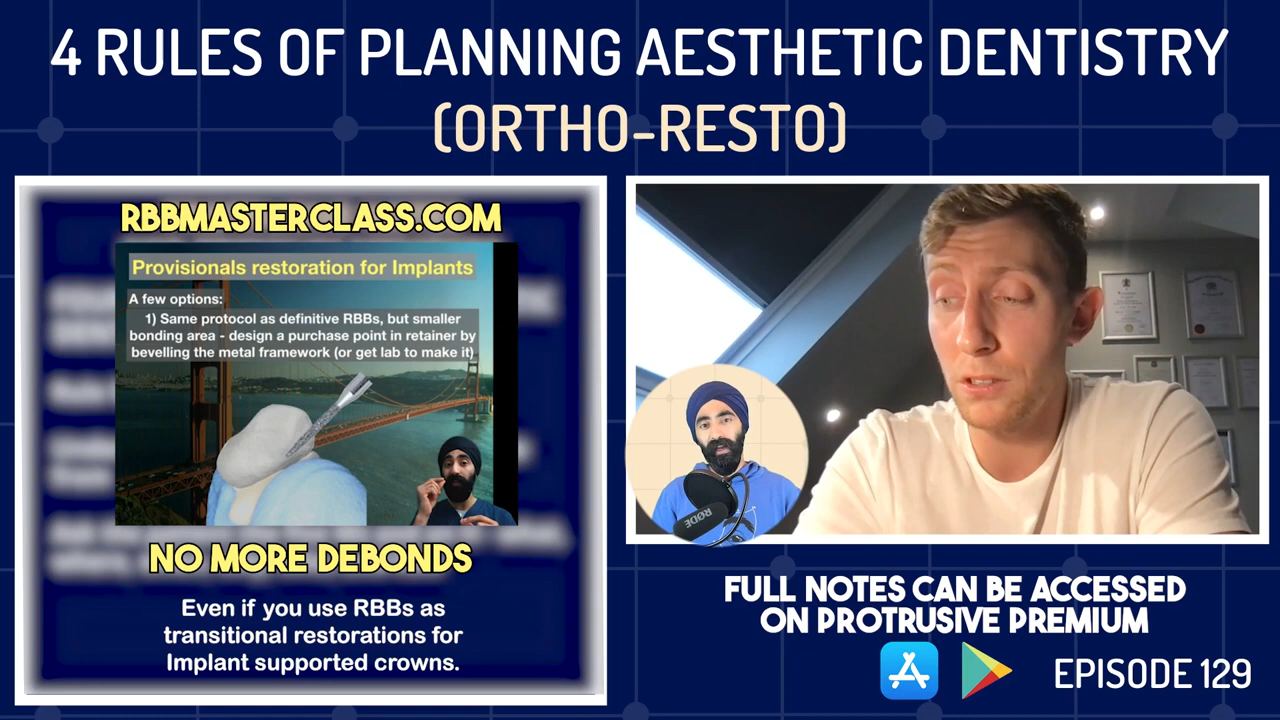 4 RULES OF PLANNING AESTHETIC DENTISTRY
(ORTHO-RESTO)
RBBMASTERCLASS.COM
Provisionals restoration for Implants
A few options:
1) Same protocol as definitive RBBs, but smaller
bonding area - design a purchase point in retainer by
bevelling the metal framework (or get lab to make it)
NO MORE DEBONDS
Even if you use RBBs as
transitional restorations for
Implant supported crowns.
RØDE
FULL NOTES CAN BE ACCESSED
ON PROTRUSIVE PREMIUM
EPISODE 129